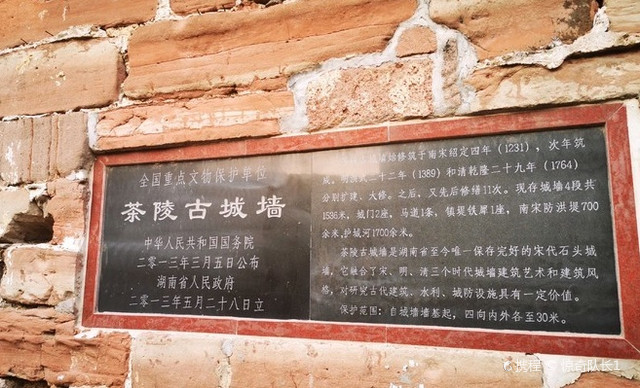 全国重点文物保护单位
茶陵古城墙
中华人民共和国国务院
二〇一三年三月五日公布
湖南省人民政府
二〇一三年五月二十八日立
城墙始修筑于南宋绍定四年（1231），次年筑
成。二十二年（1389）和清乾隆二十九年（1764）
分别扩建、大修。之后，又先后修缮11次。现存城墙4段共
1536米，城门2座，马道1条，镇堤铁犀1座，南宋防洪堤700
余米，护城河1700余米。
茶陵古城墙是湖南省至今唯一保存完好的宋代石头城
墙，它融合了宋、明、清三个时代城墙建筑艺术和建筑风
格，对研究古代建筑、水利、城防设施具有一定价值。
保护范围：自城墙墙基起，四向内外各至30米。
携程